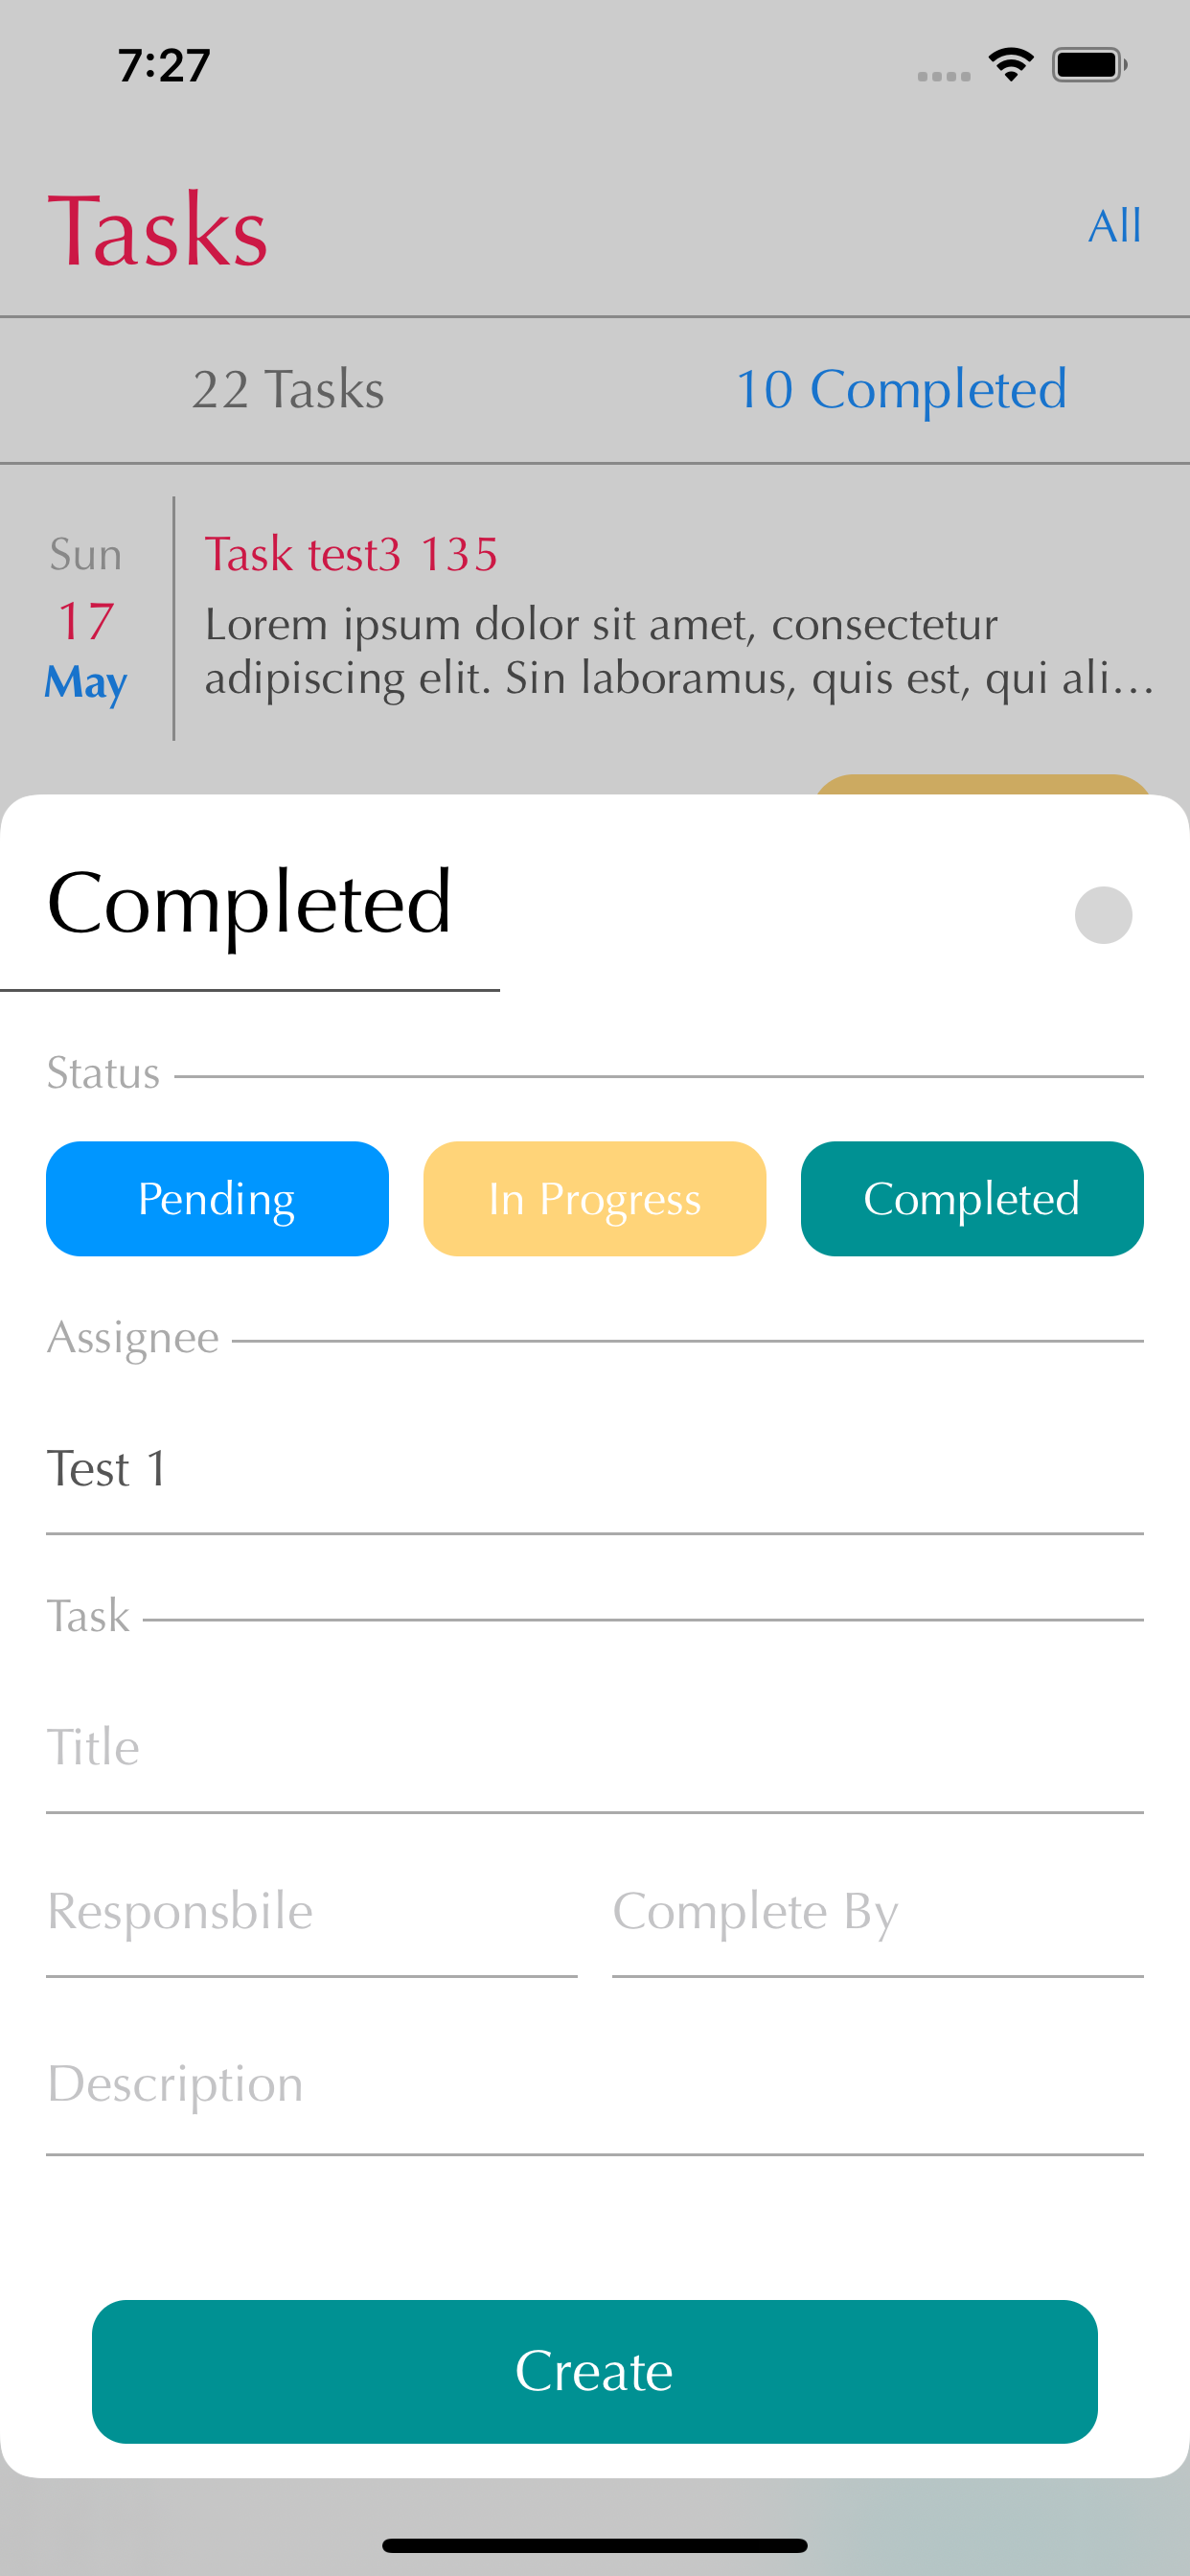 7:27
Tasks
All
22 Tasks
10 Completed
Sun
17
May
Task test3 135
Lorem ipsum dolor sit amet, consectetur
adipiscing elit. Sin laboramus, quis est, qui ali...
Completed
Status
Pending
In Progress
Completed
Assignee
Test 1
Task
Title
Responsbile
Complete By
Description
Create